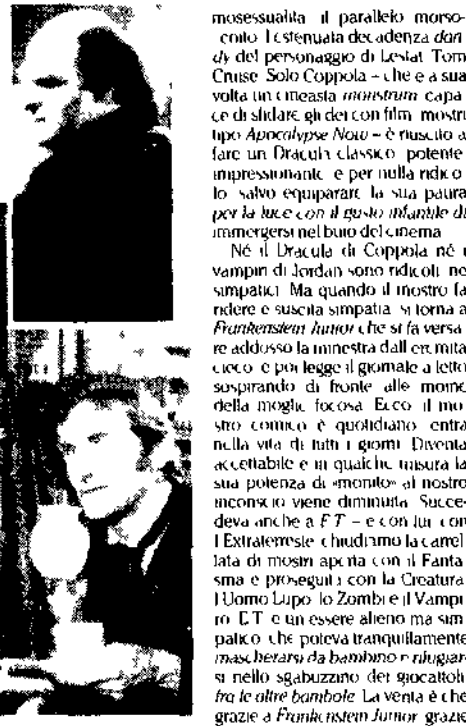 mosessualità il parallelo morso-
coito l estenuata decadenza dan
dy del personaggio di Lestat Tom
Cruise Solo Coppola – che e a sua
volta un cineasta monstrum capa
ce di sfidare gli dei con film mostri
tipo Apocalypse Now – è riuscito a
fare un Dracula classico potente
impressionante e per nulla ridico
lo salvo equiparare la sua paura
per la luce con il gusto infantile di
immergersi nel buio del cinema
Né il Dracula di Coppola né i
vampiri di Jordan sono ridicoli ne
simpatici Ma quando il mostro fa
ridere e suscita simpatia si torna a
Frankenstein Junior che si fa versa
re addosso la minestra dall eremita
cieco e poi legge il giornale a letto
sospirando di fronte alle moine
della moglie focosa Ecco il mo
stro comico è quotidiano entra
nella vita di tutti i giorni Diventa
accettabile e in qualche misura la
sua potenza di «monito» al nostro
inconscio viene diminuita Succe
deva anche a E T – e con lui con
l Extraterrestre chiudiamo la carrel
lata di mostri aperta con il Fanta
sma e proseguita con la Creatura
l Uomo Lupo lo Zombi e il Vampi
ro E.T e un essere alieno ma sim
patico che poteva tranquillamente
mascherarsi da bambino e rifugiar
si nello sgabuzzino dei giocattoli
fra le altre bambole La verità è che
grazie a Frankenstein Junior grazie